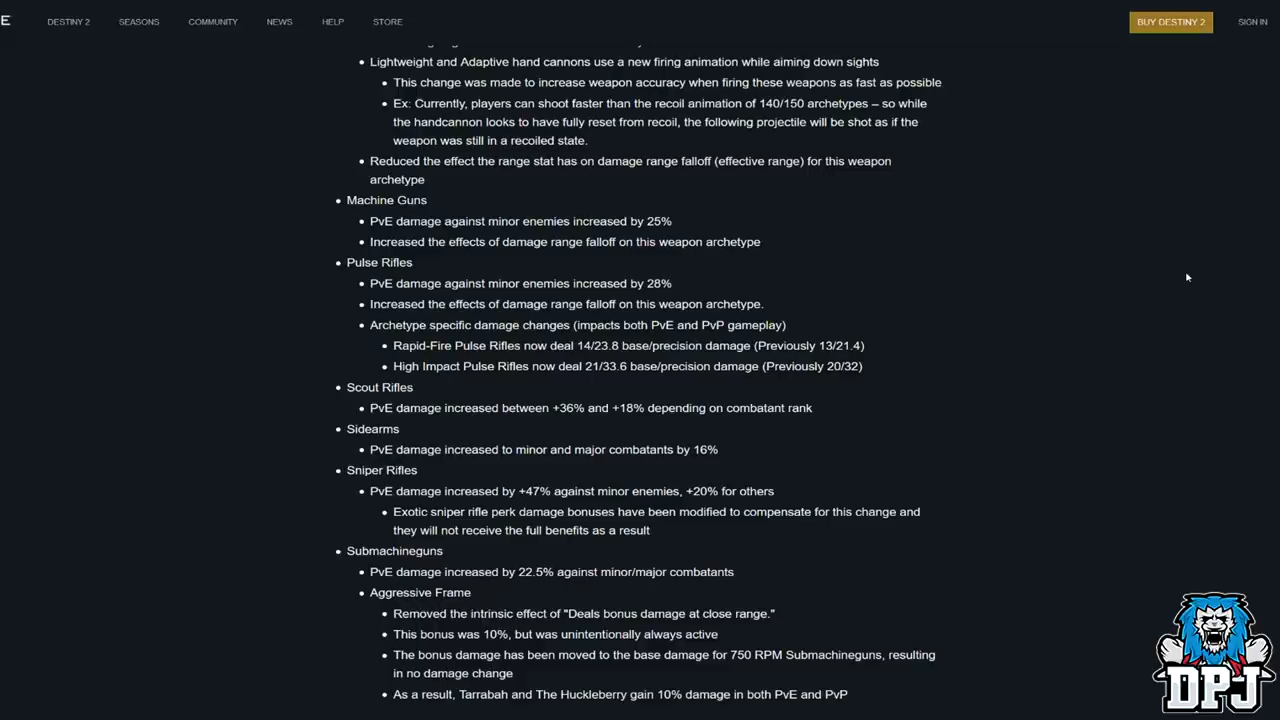 E
DESTINY 2
SEASONS
COMMUNITY
NEWS
HELP
STORE
BUY DESTINY 2
SIGN IN
Lightweight and Adaptive hand cannons use a new firing animation while aiming down sights
This change was made to increase weapon accuracy when firing these weapons as fast as possible
Ex: Currently, players can shoot faster than the recoil animation of 140/150 archetypes – so while
the handcannon looks to have fully reset from recoil, the following projectile will be shot as if the
weapon was still in a recoiled state.
Reduced the effect the range stat has on damage range falloff (effective range) for this weapon
archetype
Machine Guns
PvE damage against minor enemies increased by 25%
Increased the effects of damage range falloff on this weapon archetype
Pulse Rifles
PvE damage against minor enemies increased by 28%
Increased the effects of damage range falloff on this weapon archetype.
Archetype specific damage changes (impacts both PvE and PvP gameplay)
Rapid-Fire Pulse Rifles now deal 14/23.8 base/precision damage (Previously 13/21.4)
High Impact Pulse Rifles now deal 21/33.6 base/precision damage (Previously 20/32)
Scout Rifles
PvE damage increased between +36% and +18% depending on combatant rank
Sidearms
PvE damage increased to minor and major combatants by 16%
Sniper Rifles
PvE damage increased by +47% against minor enemies, +20% for others
Exotic sniper rifle perk damage bonuses have been modified to compensate for this change and
they will not receive the full benefits as a result
Submachineguns
PvE damage increased by 22.5% against minor/major combatants
Aggressive Frame
Removed the intrinsic effect of "Deals bonus damage at close range."
This bonus was 10%, but was unintentionally always active
The bonus damage has been moved to the base damage for 750 RPM Submachineguns, resulting
in no damage change
As a result, Tarrabah and The Huckleberry gain 10% damage in both PvE and PvP
DPJ